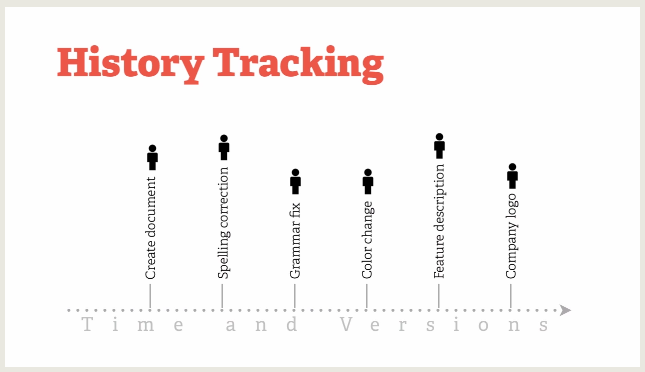 History Tracking
Create document
Spelling correction
Grammar fix
Color change
Feature description
Company logo
Time and Versions